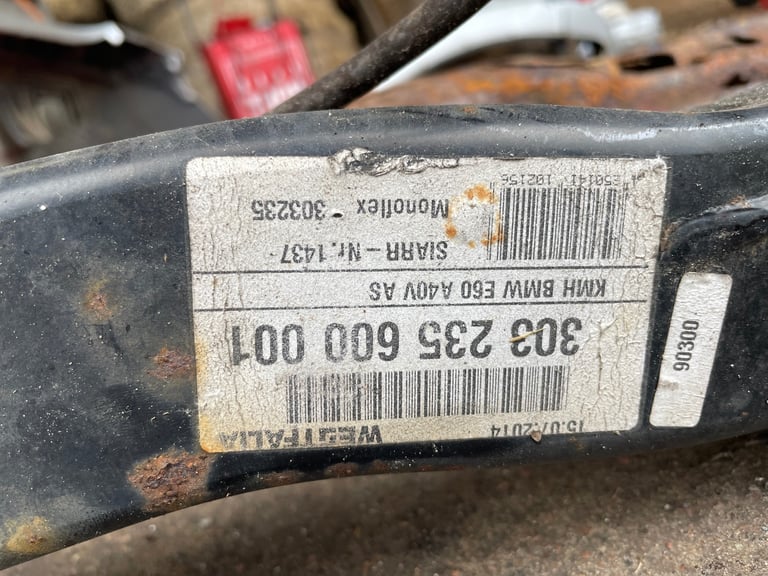 15.07.2014 WESTFALIA
303 235 600 001
KMH BMW E60 A40V AS
SIARR – Nr.1437
Monoflex 303235
102156
90300